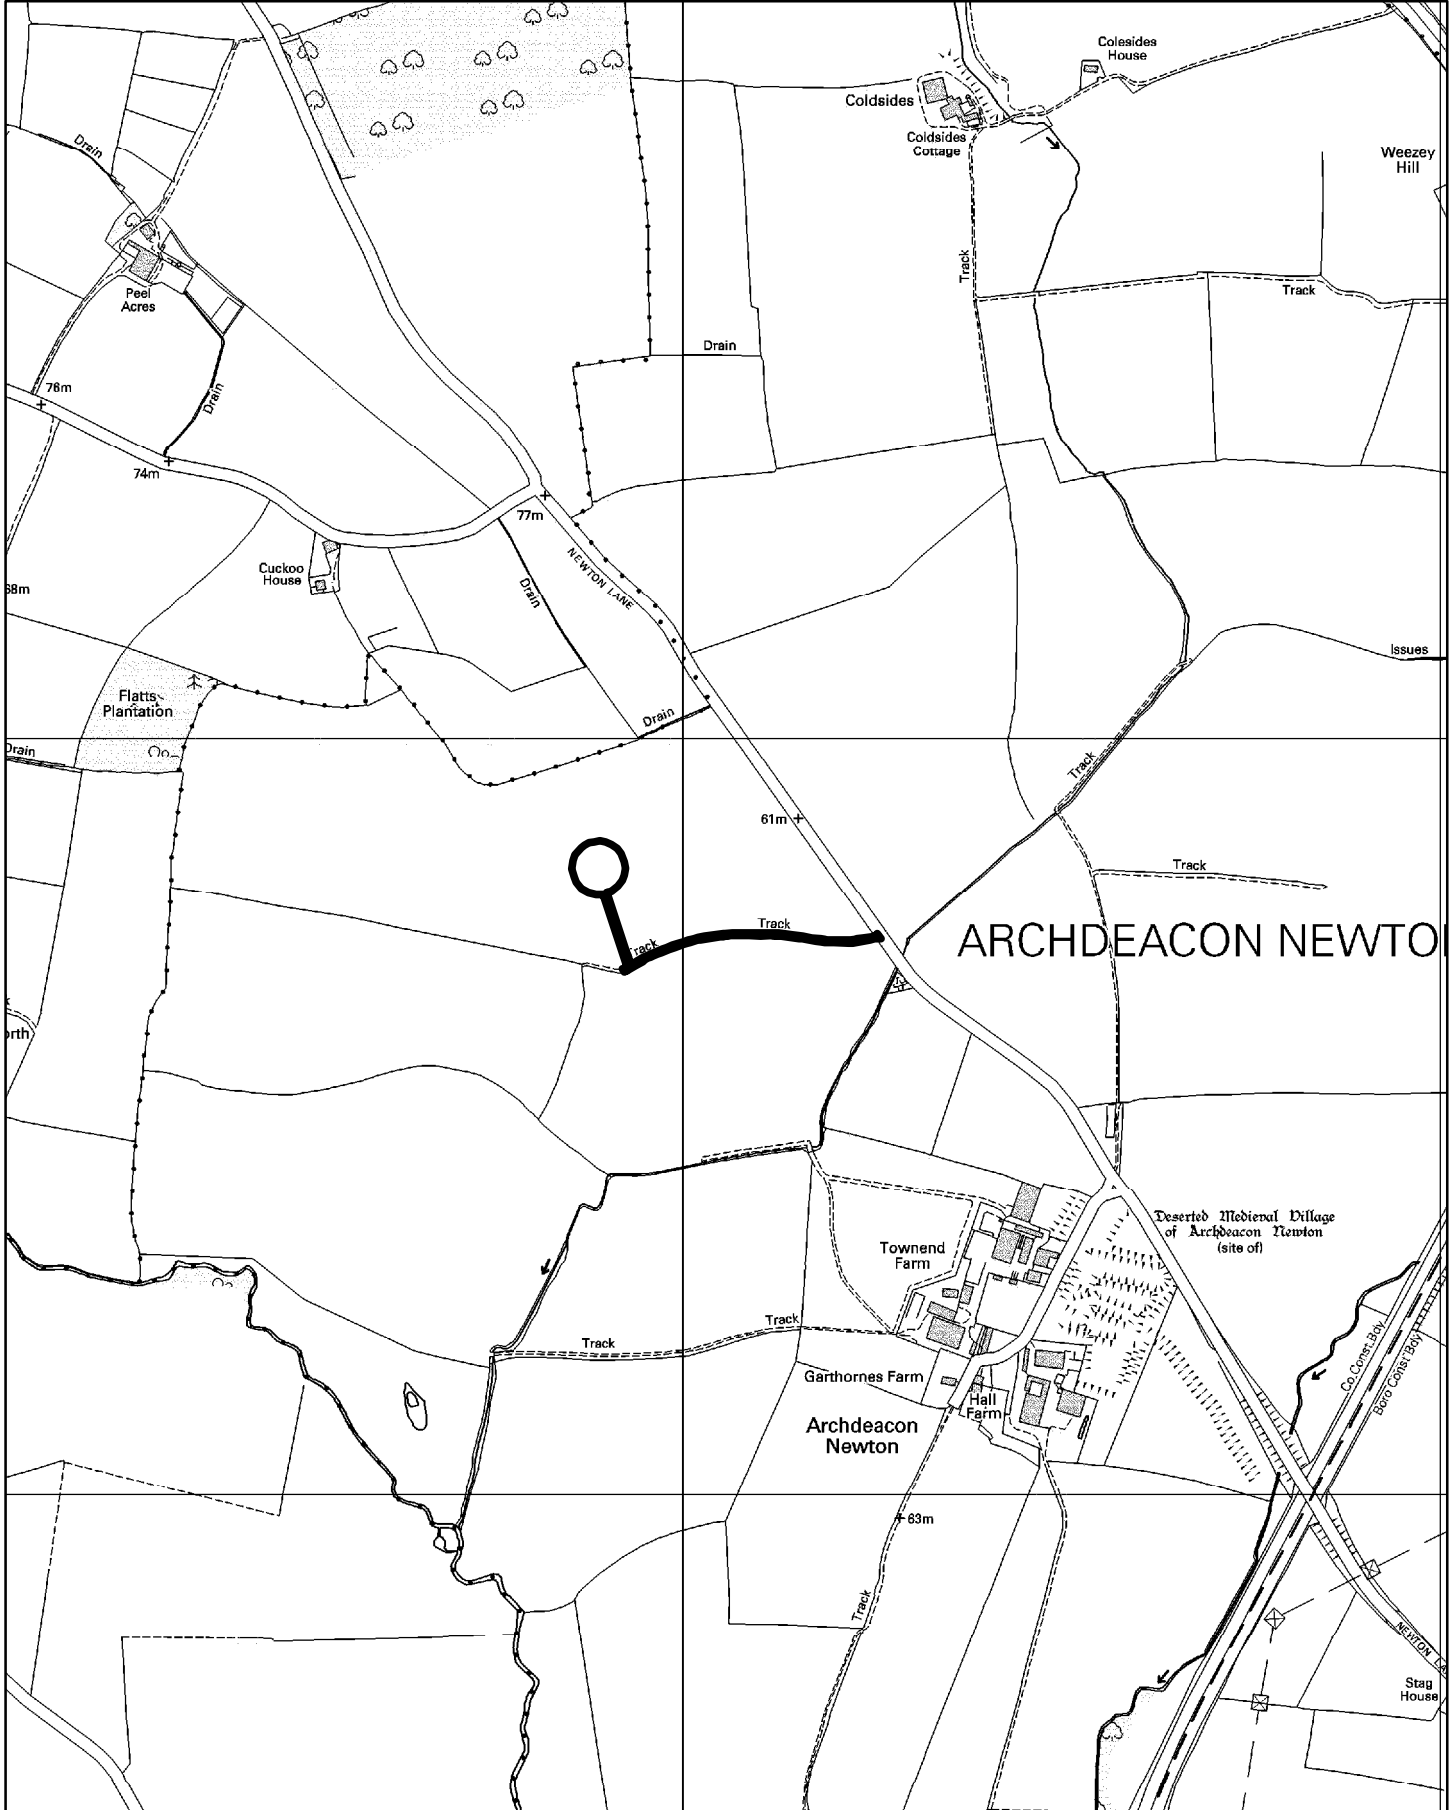 Colesides
House
Coldsides
Coldsides
Cottage
Drain
Weezey
Hill
Track
Peel
Acres
Track
Drain
76m
Drain
74m
77m
NEWTON LANE
Cuckoo
House
Drain
68m
Issues
Flatts
Plantation
Drain
Drain
Track
61m
Track
Track
Track
ARCHDEACON NEWTO
orth
Deserted Medieval Village
of Archdeacon Newton
(site of)
Townend
Farm
Track
Track
Co Const Bdy
Boro Const Bdy
Garthornes Farm
Hall
Farm
Archdeacon
Newton
63m
Track
NEWTON LA
Stag
House